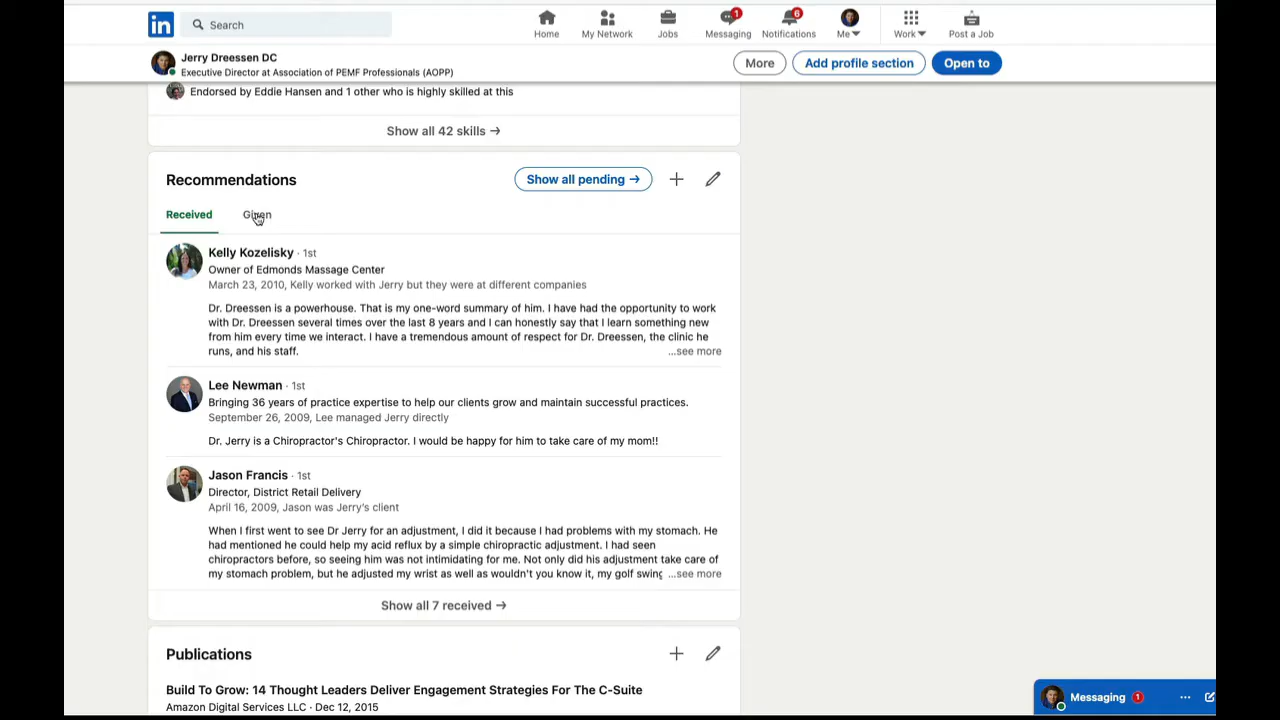 in
Search
Home
My Network
Jobs
1
Messaging
6
Notifications
Me
Work
Post a Job
Jerry Dreessen DC
Executive Director at Association of PEMF Professionals (AOPP)
More
Add profile section
Open to
Endorsed by Eddie Hansen and 1 other who is highly skilled at this
Show all 42 skills →
Recommendations
Show all pending →
Received
Given
Kelly Kozelisky · 1st
Owner of Edmonds Massage Center
March 23, 2010, Kelly worked with Jerry but they were at different companies
Dr. Dreessen is a powerhouse. That is my one-word summary of him. I have had the opportunity to work
with Dr. Dreessen several times over the last 8 years and I can honestly say that I learn something new
from him every time we interact. I have a tremendous amount of respect for Dr. Dreessen, the clinic he
runs, and his staff.
...see more
Lee Newman · 1st
Bringing 36 years of practice expertise to help our clients grow and maintain successful practices.
September 26, 2009, Lee managed Jerry directly
Dr. Jerry is a Chiropractor's Chiropractor. I would be happy for him to take care of my mom!!
Jason Francis · 1st
Director, District Retail Delivery
April 16, 2009, Jason was Jerry's client
When I first went to see Dr Jerry for an adjustment, I did it because I had problems with my stomach. He
had mentioned he could help my acid reflux by a simple chiropractic adjustment. I had seen
chiropractors before, so seeing him was not intimidating for me. Not only did his adjustment take care of
my stomach problem, but he adjusted my wrist as well as wouldn't you know it, my golf swing ...see more
Show all 7 received →
Publications
Build To Grow: 14 Thought Leaders Deliver Engagement Strategies For The C-Suite
Amazon Digital Services LLC · Dec 12, 2015
Messaging 1